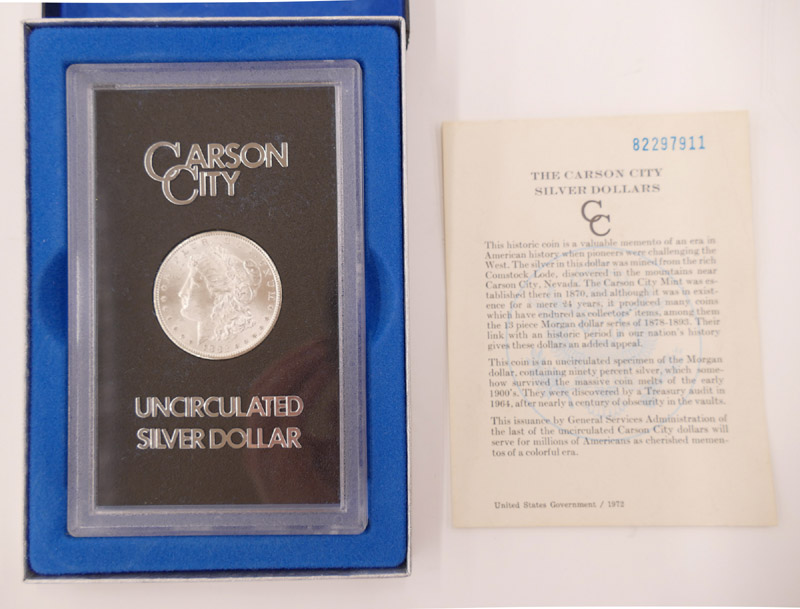 CARSON
CITY
UNCIRCULATED
SILVER DOLLAR
82297911
THE CARSON CITY
SILVER DOLLARS
CC
This historic coin is a valuable memento of an era in
American history when pioneers were challenging the
West. The silver in this dollar was mined from the rich
Comstock Lode, discovered in the mountains near
Carson City, Nevada. The Carson City Mint was es-
tablished there in 1870, and although it was in exist-
ence for a mere 24 years, it produced many coins
which have endured as collectors' items, among them
the 13 piece Morgan dollar series of 1878-1893. Their
link with an historic period in our nation's history
gives these dollars an added appeal.
This coin is an uncirculated specimen of the Morgan
dollar, containing ninety percent silver, which some-
how survived the massive coin melts of the early
1900's. They were discovered by a Treasury audit in
1964, after nearly a century of obscurity in the vaults.
This issuance by General Services Administration of
the last of the uncirculated Carson City dollars will
serve for millions of Americans as cherished memen-
tos of a colorful era.
United States Government / 1972